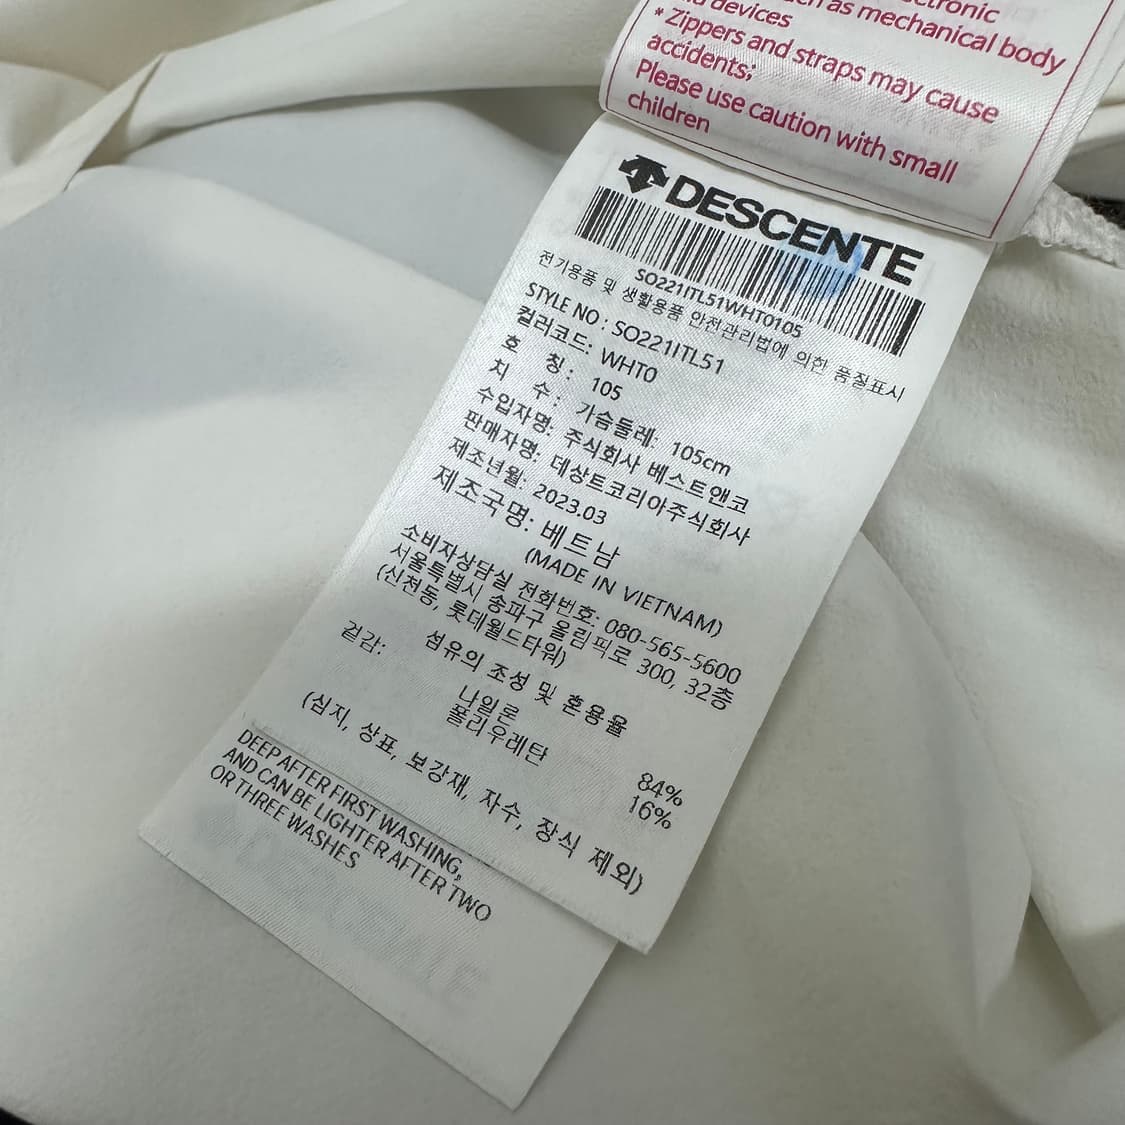 ctronic
as mechanical body
devices
* Zippers and straps may cause
accidents;
Please use caution with small
children
DESCENTE
SO221ITL51WHT0105
전기용품 및 생활용품 안전관리법에 의한 품질표시
STYLE NO : SO221ITL51
컬러코드: WHT0
호 칭: 105
치 수: 가슴둘레: 105cm
수입자명: 주식회사 베스트앤코
판매자명: 데상트코리아주식회사
제조년월: 2023.03
제조국명: 베트남
(MADE IN VIETNAM)
소비자상담실 전화번호: 080-565-5600
서울특별시 송파구 올림픽로 300, 32층
(신천동, 롯데월드타워)
섬유의 조성 및 혼용율
겉감:
나일론 84%
폴리우레탄 16%
(심지, 상표, 보강재, 자수, 장식 제외)
DEEP AFTER FIRST WASHING,
AND CAN BE LIGHTER AFTER TWO
OR THREE WASHES